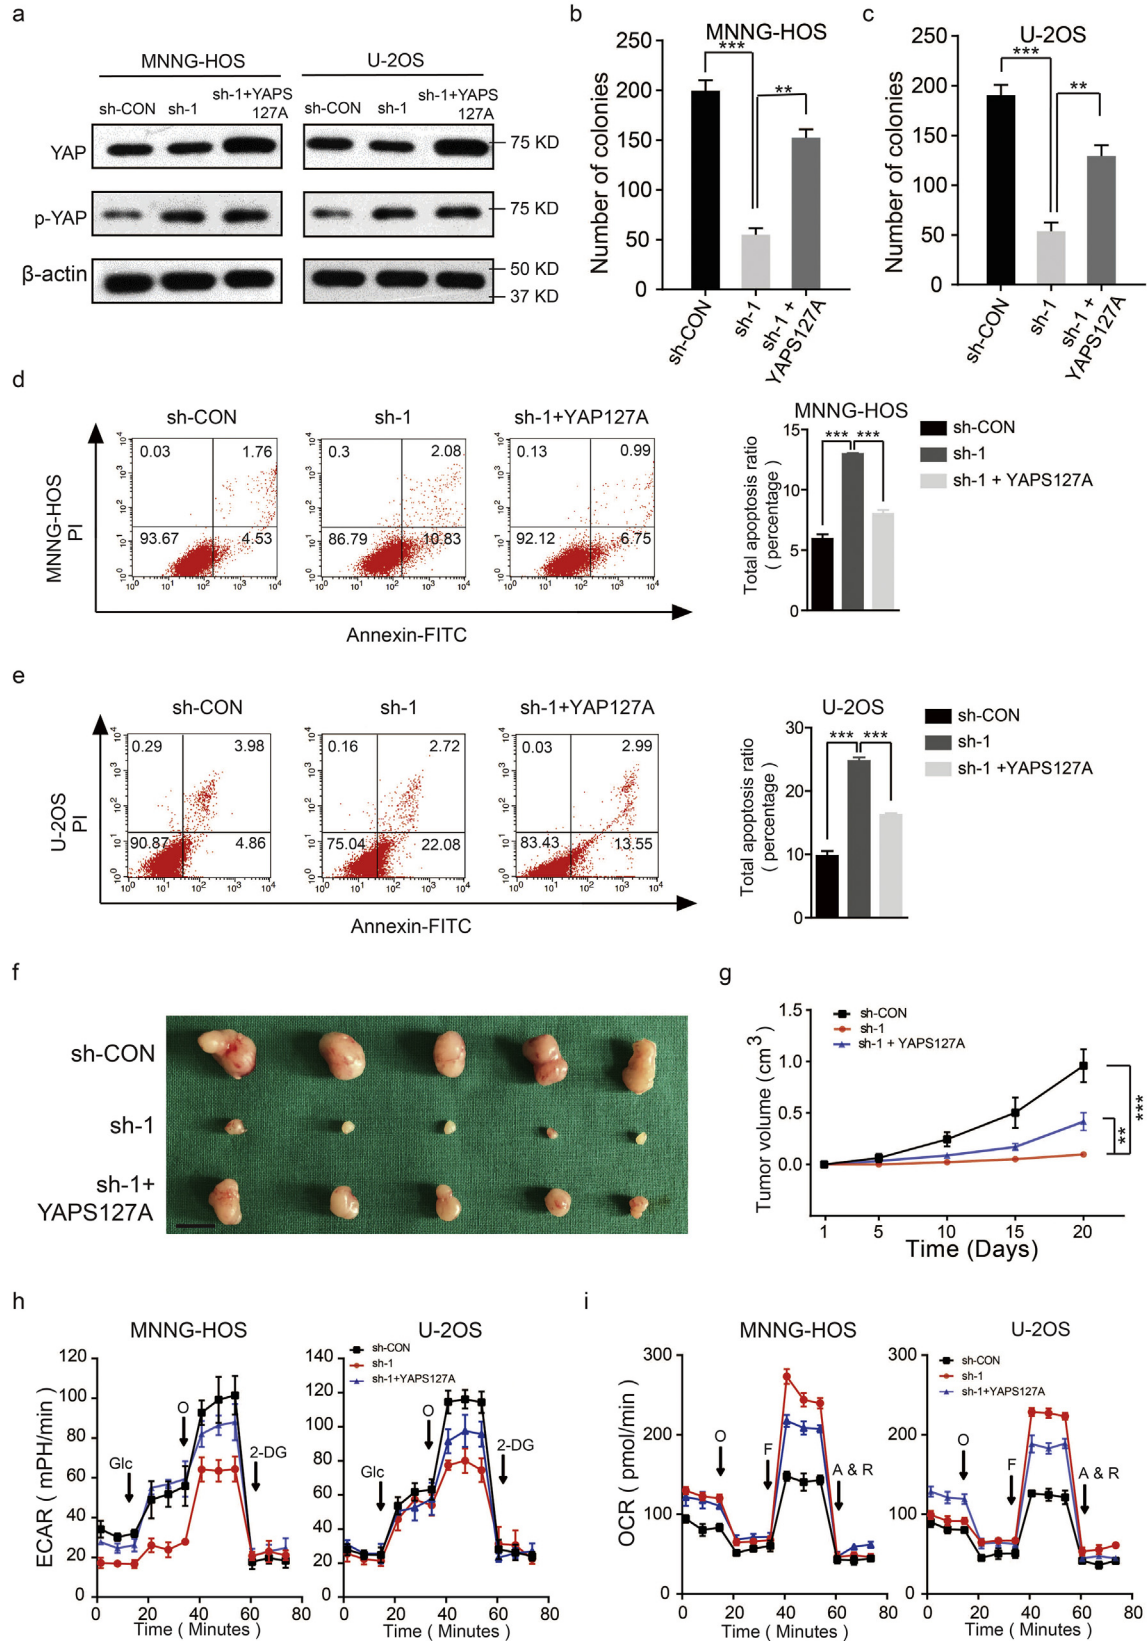 a
MNNG-HOS
U-2OS
sh-CON sh-1 sh-1+YAPS 127A
sh-CON sh-1 sh-1+YAPS 127A
YAP
75 KD
p-YAP
75 KD
β-actin
50 KD
37 KD
b
MNNG-HOS
Number of colonies
250
200
150
100
50
0
***
**
sh-CON
sh-1
sh-1 +
YAPS127A
c
U-2OS
Number of colonies
250
200
150
100
50
0
***
**
sh-CON
sh-1
sh-1 +
YAPS127A
d
sh-CON
sh-1
sh-1+YAP127A
MNNG-HOS
PI
0.03 1.76
93.67 4.53
0.3 2.08
86.79 10.83
0.13 0.99
92.12 6.75
10⁰ 10¹ 10² 10³ 10⁴
Annexin-FITC
MNNG-HOS
Total apoptosis ratio
( percentage)
15
10
5
0
*** ***
sh-CON
sh-1
sh-1 + YAPS127A
e
sh-CON
sh-1
sh-1+YAP127A
U-2OS
PI
0.29 3.98
90.87 4.86
0.16 2.72
75.04 22.08
0.03 2.99
83.43 13.55
10⁰ 10¹ 10² 10³ 10⁴
Annexin-FITC
U-2OS
Total apoptosis ratio
( percentage)
30
20
10
0
*** ***
sh-CON
sh-1
sh-1 +YAPS127A
f
sh-CON
sh-1
sh-1+
YAPS127A
g
Tumor volume ( cm³ )
1.5
1.0
0.5
0.0
sh-CON
sh-1
sh-1 + YAPS127A
**
***
1 5 10 15 20
Time (Days)
h
MNNG-HOS
ECAR ( mPH/min)
120
100
80
60
40
20
0
Glc
O
2-DG
0 20 40 60 80
Time ( Minutes )
U-2OS
sh-CON
sh-1
sh-1+YAPS127A
140
120
100
80
60
40
20
0
Glc
O
2-DG
0 20 40 60 80
Time ( Minutes )
i
MNNG-HOS
OCR ( pmol/min)
300
200
100
0
O
F
A & R
0 20 40 60 80
Time ( Minutes )
U-2OS
sh-CON
sh-1
sh-1+YAPS127A
300
200
100
0
O
F
A & R
0 20 40 60 80
Time ( Minutes )